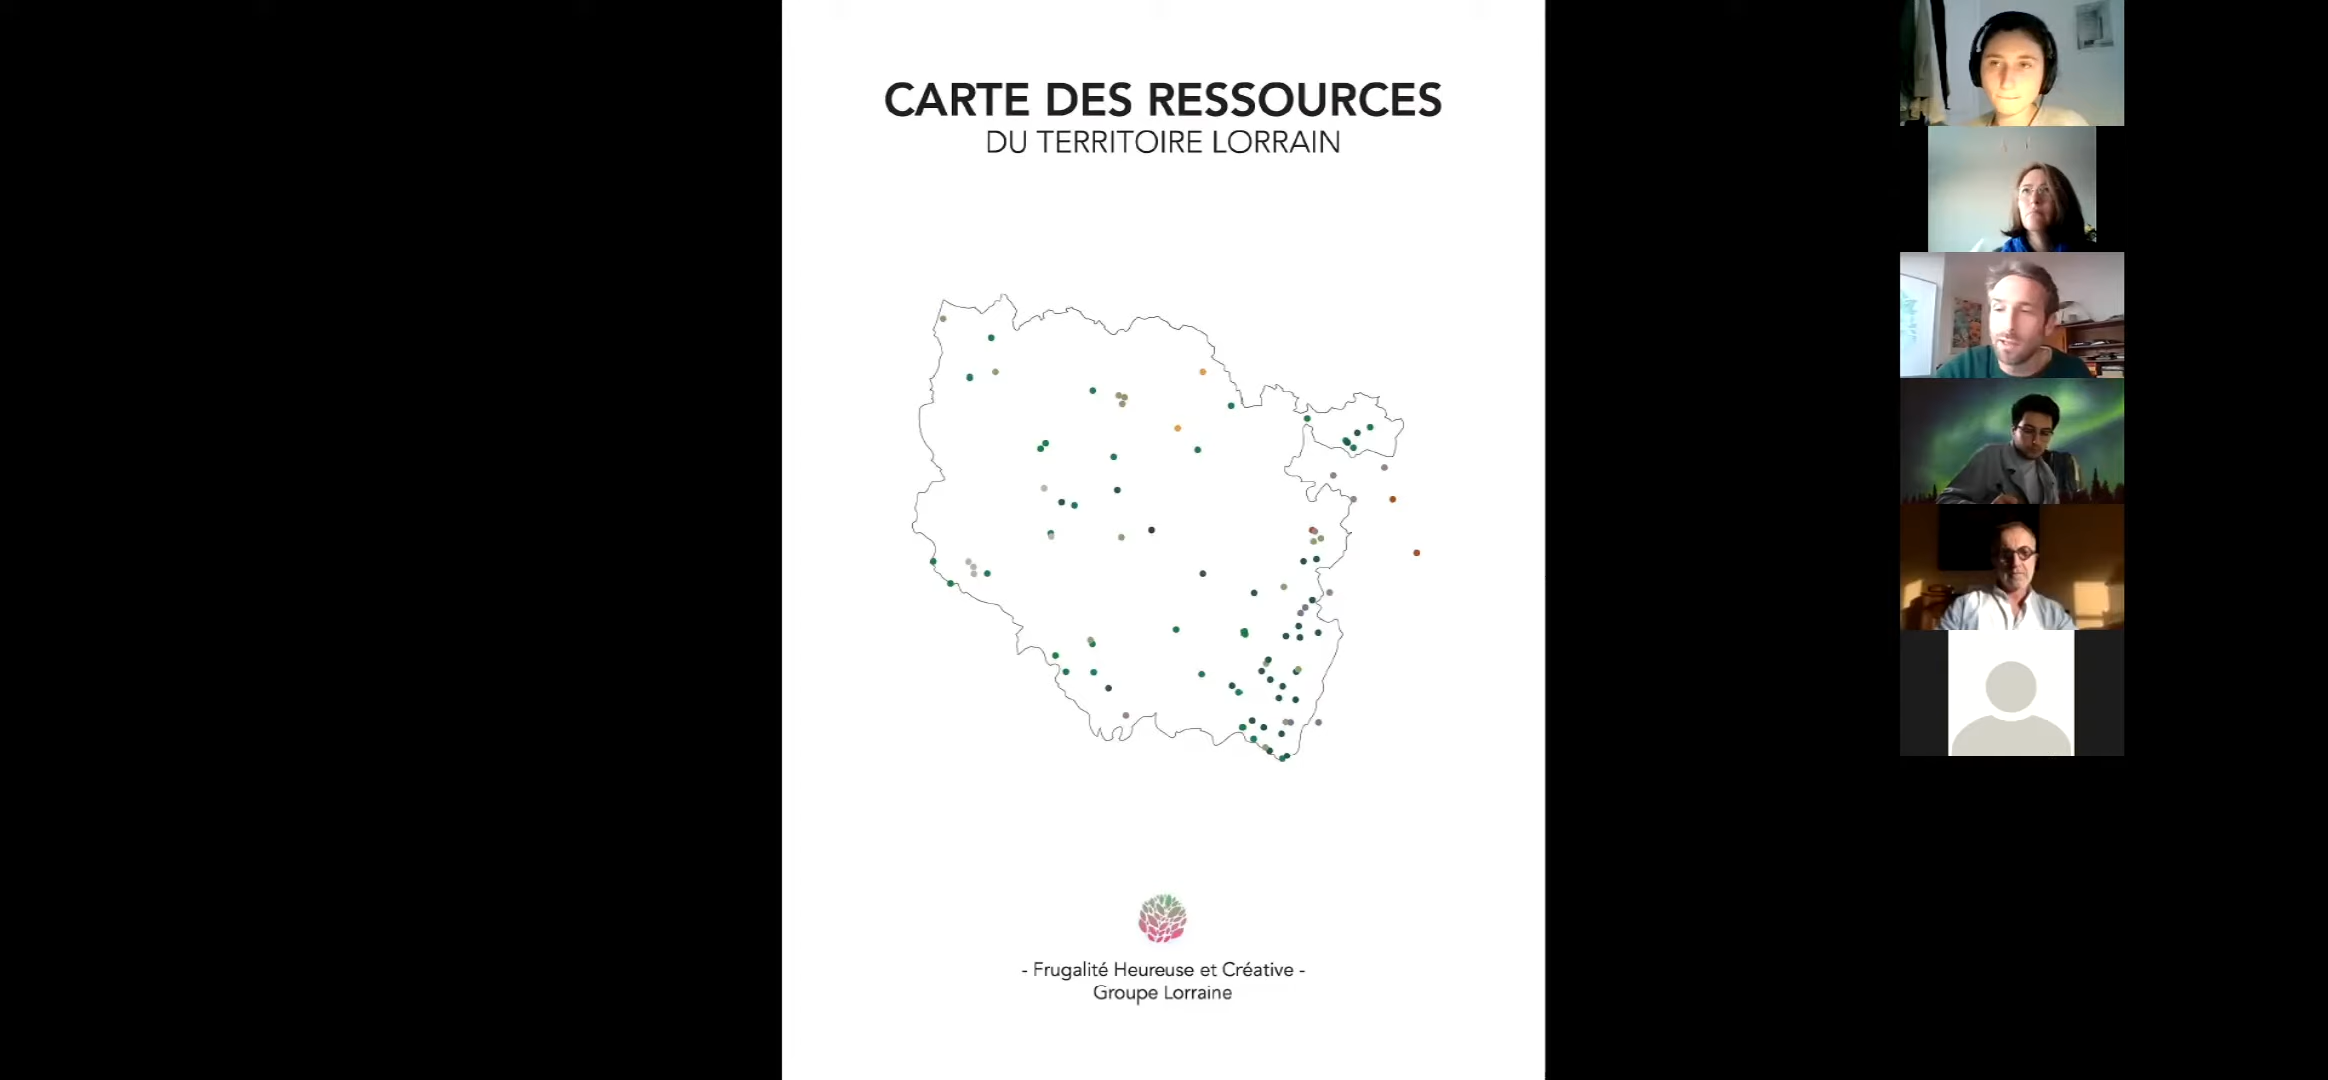 CARTE DES RESSOURCES
DU TERRITOIRE LORRAIN
- Frugalité Heureuse et Créative -
Groupe Lorraine